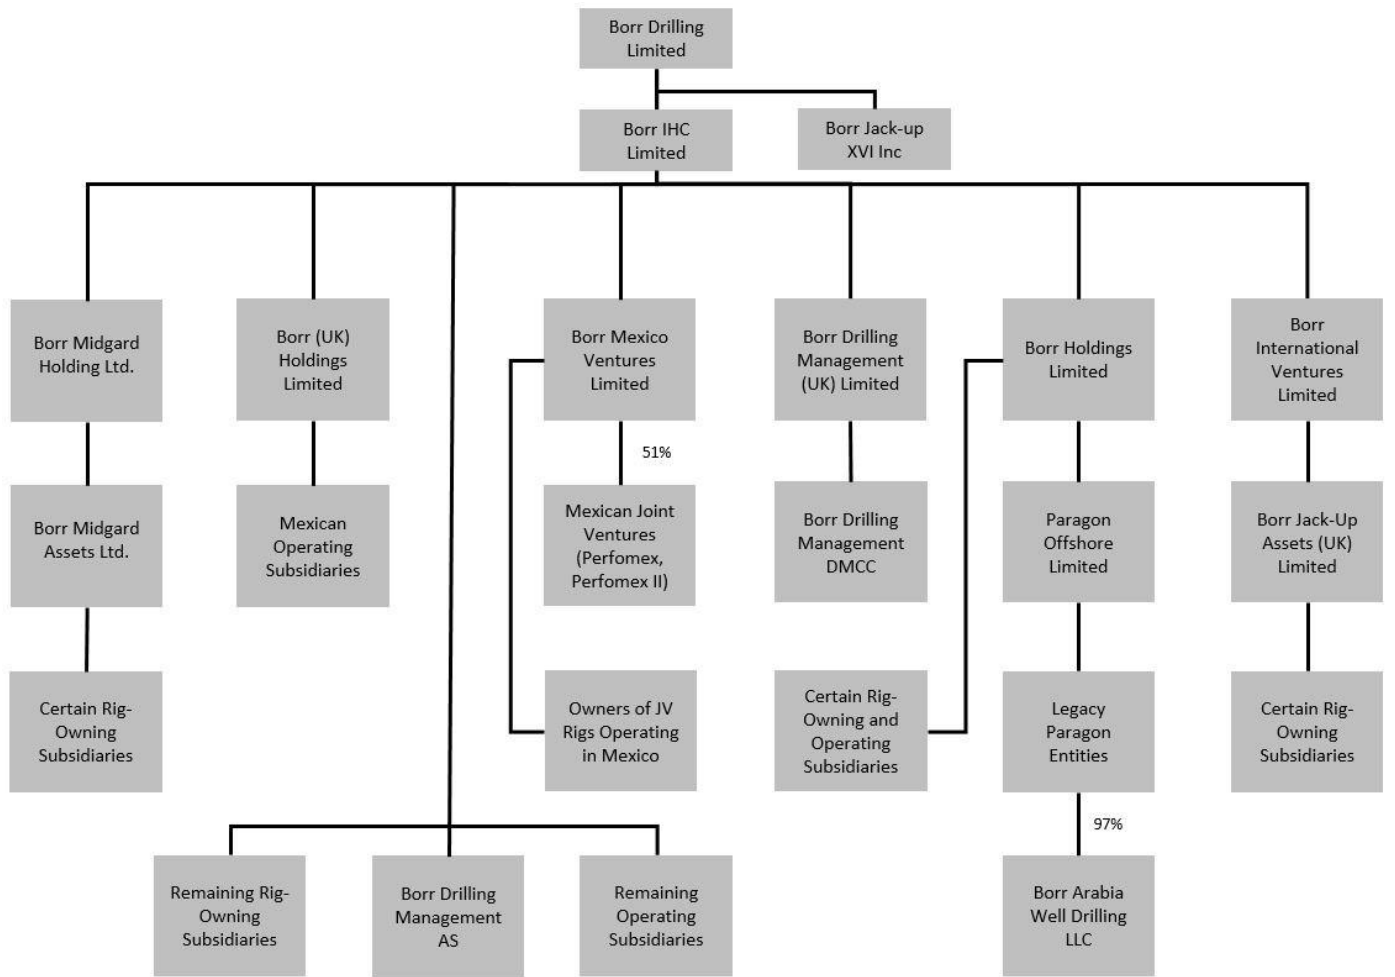 Borr Drilling
Limited
Borr IHC
Limited
Borr Jack-up
XVI Inc
Borr Midgard
Holding Ltd.
Borr (UK)
Holdings
Limited
Borr Mexico
Ventures
Limited
Borr Drilling
Management
(UK) Limited
Borr Holdings
Limited
Borr
International
Ventures
Limited
51%
Borr Midgard
Assets Ltd.
Mexican
Operating
Subsidiaries
Mexican Joint
Ventures
(Perfomex,
Perfomex II)
Borr Drilling
Management
DMCC
Paragon
Offshore
Limited
Borr Jack-Up
Assets (UK)
Limited
Certain Rig-
Owning
Subsidiaries
Owners of JV
Rigs Operating
in Mexico
Certain Rig-
Owning and
Operating
Subsidiaries
Legacy
Paragon
Entities
Certain Rig-
Owning
Subsidiaries
97%
Remaining Rig-
Owning
Subsidiaries
Borr Drilling
Management
AS
Remaining
Operating
Subsidiaries
Borr Arabia
Well Drilling
LLC